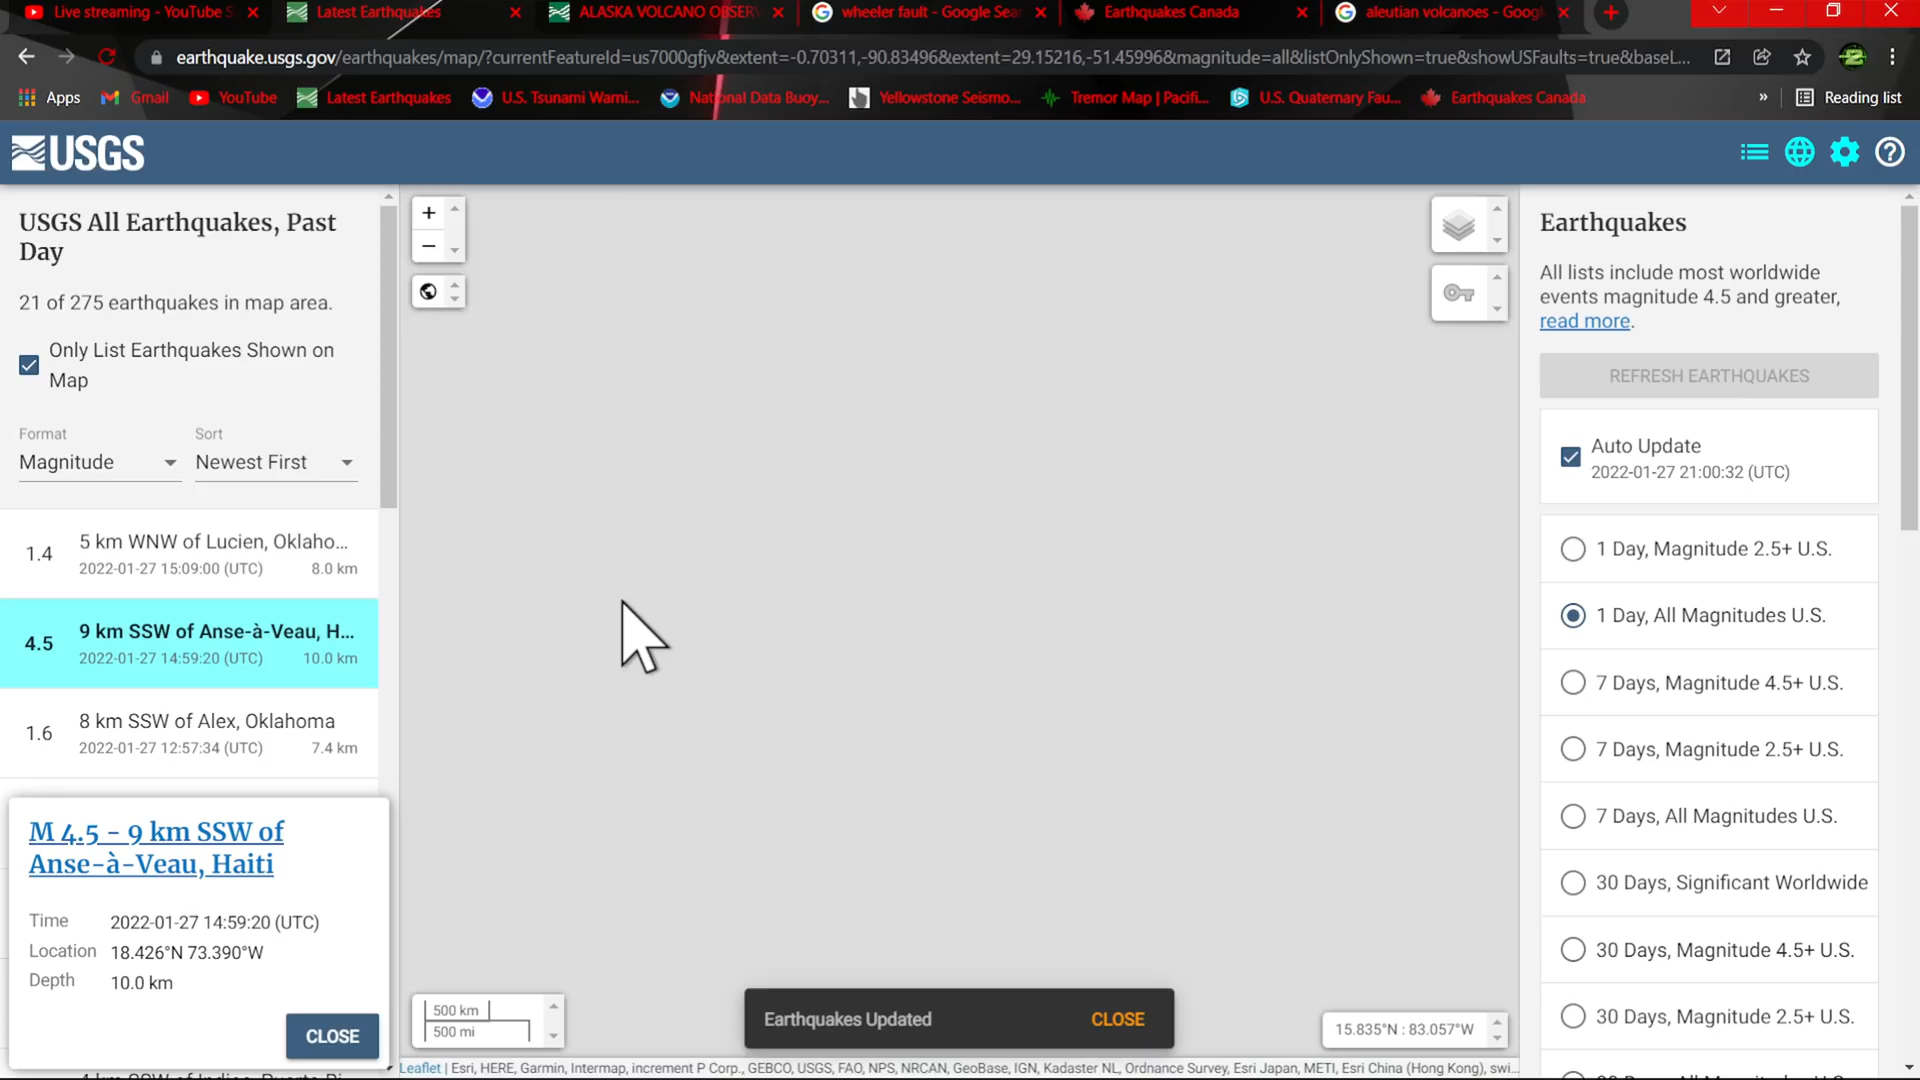 Live streaming - YouTube S
Latest Earthquakes
ALASKA VOLCANO OBSER
wheeler fault - Google Sea
Earthquakes Canada
aleutian volcanoes - Goog
earthquake.usgs.gov/earthquakes/map/?currentFeatureId=us7000gfjv&extent=-0.70311,-90.83496&extent=29.15216,-51.45996&magnitude=all&listOnlyShown=true&showUSFaults=true&baseL...
Apps
Gmail
YouTube
Latest Earthquakes
U.S. Tsunami Warni...
National Data Buoy...
Yellowstone Seismo...
Tremor Map | Pacifi...
U.S. Quaternary Fau...
Earthquakes Canada
»
Reading list
USGS
USGS All Earthquakes, Past
Day
21 of 275 earthquakes in map area.
Only List Earthquakes Shown on
Map
Format
Sort
Magnitude
Newest First
1.4
5 km WNW of Lucien, Oklaho...
2022-01-27 15:09:00 (UTC)
8.0 km
4.5
9 km SSW of Anse-à-Veau, H...
2022-01-27 14:59:20 (UTC)
10.0 km
1.6
8 km SSW of Alex, Oklahoma
2022-01-27 12:57:34 (UTC)
7.4 km
M 4.5 - 9 km SSW of
Anse-à-Veau, Haiti
Time
2022-01-27 14:59:20 (UTC)
Location
18.426°N 73.390°W
Depth
10.0 km
CLOSE
+
−
500 km
500 mi
Earthquakes Updated
CLOSE
15.835°N : 83.057°W
Leaflet | Esri, HERE, Garmin, Intermap, increment P Corp., GEBCO, USGS, FAO, NPS, NRCAN, GeoBase, IGN, Kadaster NL, Ordnance Survey, Esri Japan, METI, Esri China (Hong Kong), swi...
Earthquakes
All lists include most worldwide
events magnitude 4.5 and greater,
read more.
REFRESH EARTHQUAKES
Auto Update
2022-01-27 21:00:32 (UTC)
1 Day, Magnitude 2.5+ U.S.
1 Day, All Magnitudes U.S.
7 Days, Magnitude 4.5+ U.S.
7 Days, Magnitude 2.5+ U.S.
7 Days, All Magnitudes U.S.
30 Days, Significant Worldwide
30 Days, Magnitude 4.5+ U.S.
30 Days, Magnitude 2.5+ U.S.